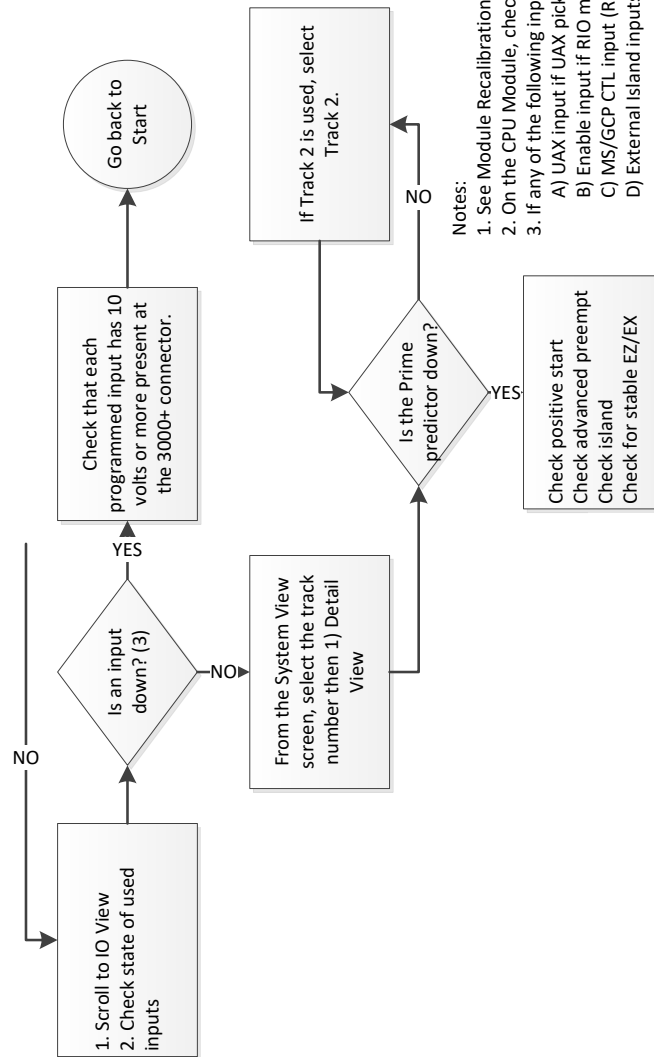 NO
1. Scroll to IO View
2. Check state of used
inputs
Is an input
down? (3)
YES
Check that each
programmed input has 10
volts or more present at
the 3000+ connector.
Go back to
Start
NO
From the System View
screen, select the track
number then 1) Detail
View
Is the Prime
predictor down?
NO
If Track 2 is used, select
Track 2.
YES
Check positive start
Check advanced preempt
Check island
Check for stable EZ/EX
Notes:
1. See Module Recalibration
2. On the CPU Module, chec
3. If any of the following inp
A) UAX input if UAX pick
B) Enable input if RIO m
C) MS/GCP CTL input (R
D) External Island inputs